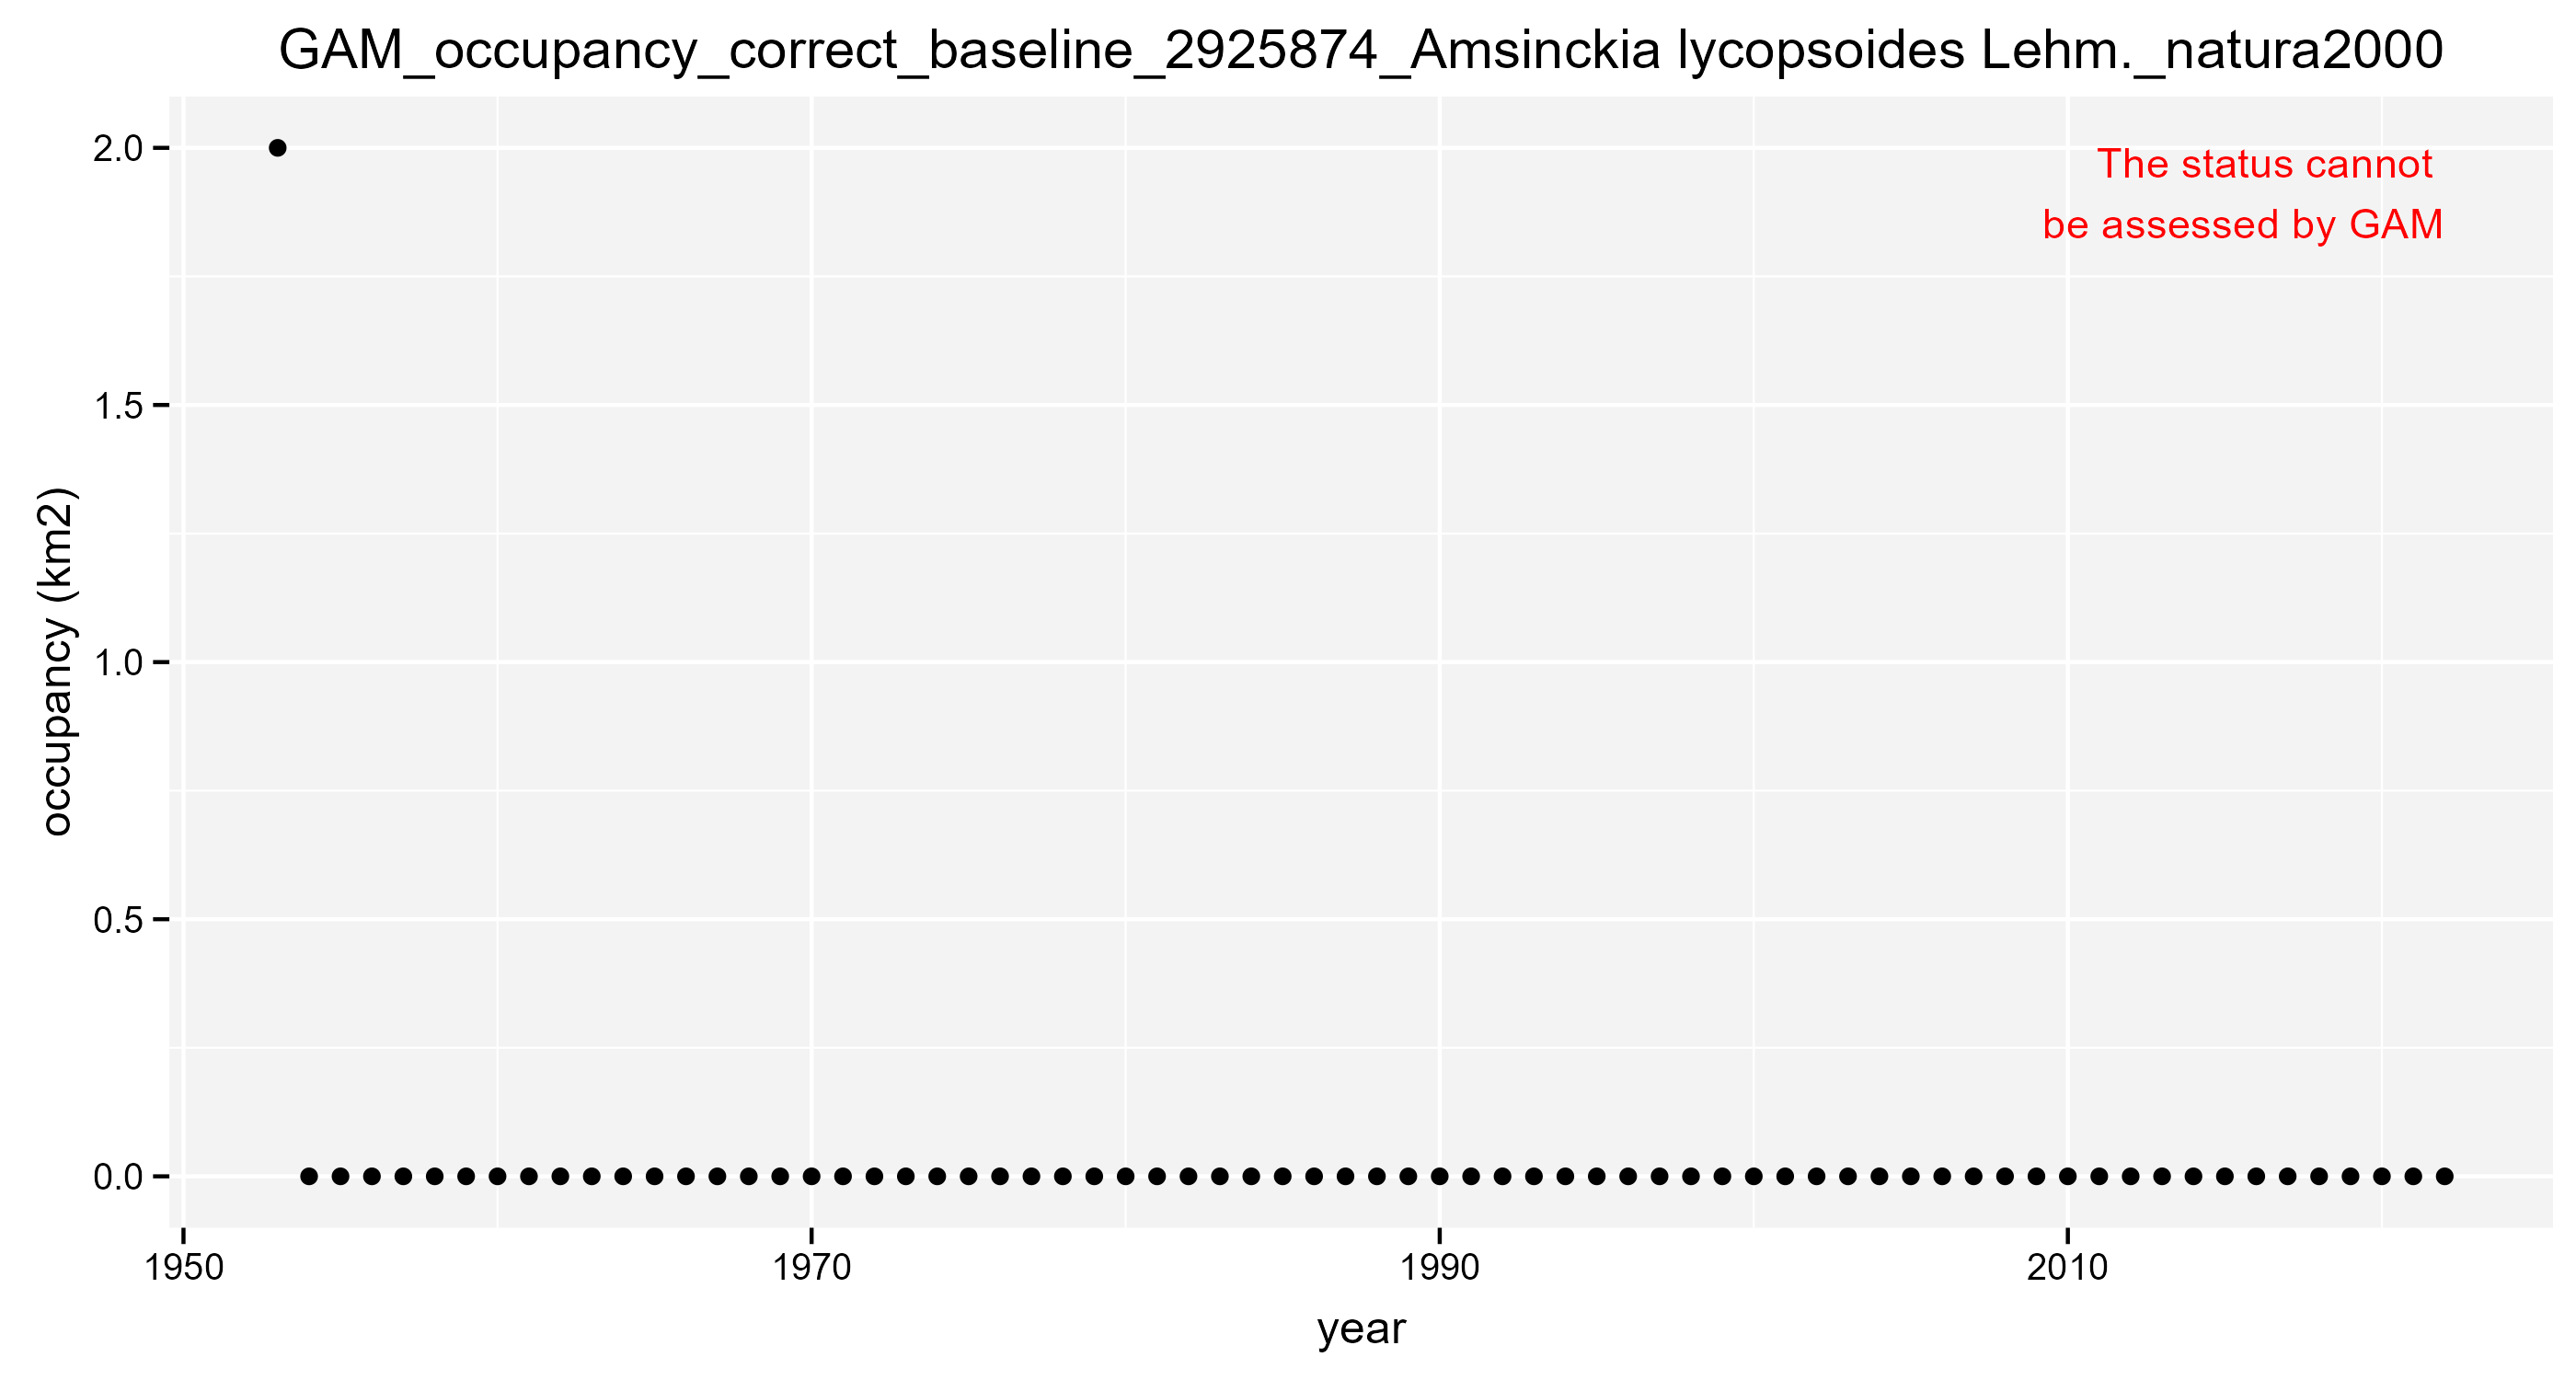 GAM_occupancy_correct_baseline_2925874_Amsinckia lycopsoides Lehm._natura2000
The status cannot
be assessed by GAM
occupancy (km2)
2.0
1.5
1.0
0.5
0.0
1950 1970 1990 2010
year